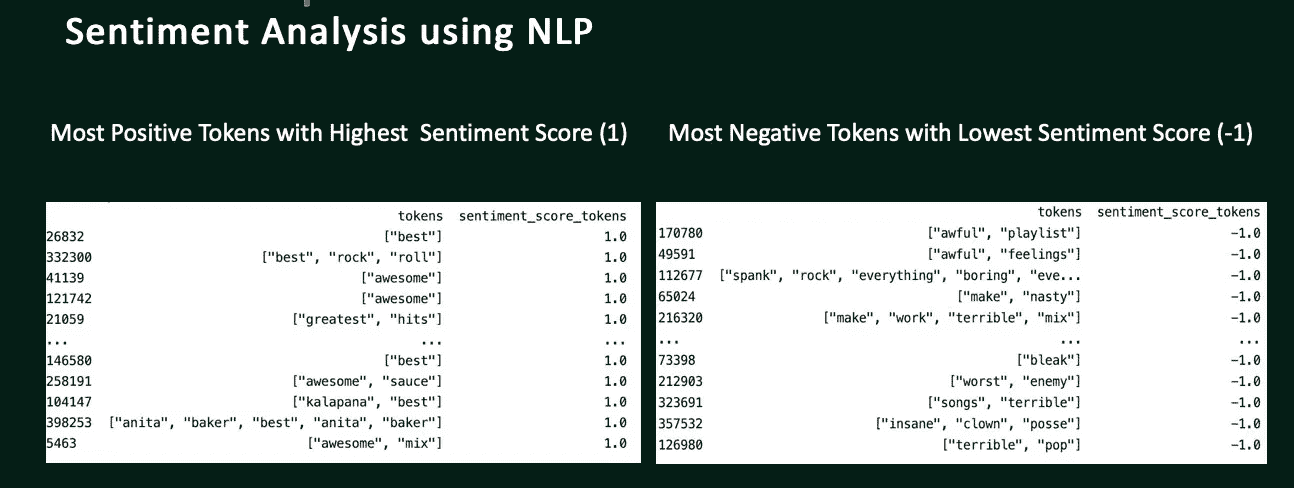 Sentiment Analysis using NLP
Most Positive Tokens with Highest Sentiment Score (1)
tokens sentiment_score_tokens
26832 ["best"] 1.0
332300 ["best", "rock", "roll"] 1.0
41139 ["awesome"] 1.0
121742 ["awesome"] 1.0
21059 ["greatest", "hits"] 1.0
... ... ...
146580 ["best"] 1.0
258191 ["awesome", "sauce"] 1.0
104147 ["kalapana", "best"] 1.0
398253 ["anita", "baker", "best", "anita", "baker"] 1.0
5463 ["awesome", "mix"] 1.0
Most Negative Tokens with Lowest Sentiment Score (-1)
tokens sentiment_score_tokens
170780 ["awful", "playlist"] -1.0
49591 ["awful", "feelings"] -1.0
112677 ["spank", "rock", "everything", "boring", "eve... -1.0
65024 ["make", "nasty"] -1.0
216320 ["make", "work", "terrible", "mix"] -1.0
... ... ...
73398 ["bleak"] -1.0
212903 ["worst", "enemy"] -1.0
323691 ["songs", "terrible"] -1.0
357532 ["insane", "clown", "posse"] -1.0
126980 ["terrible", "pop"] -1.0